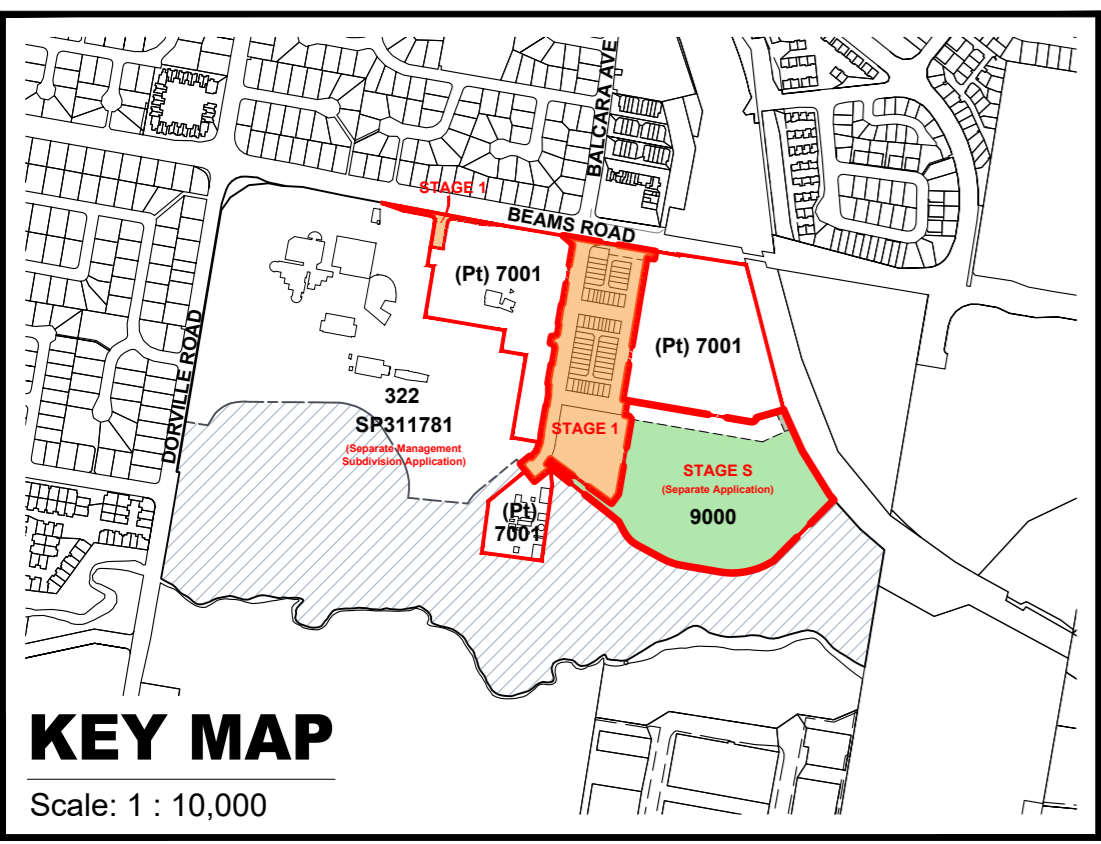 BALCARA AVE
STAGE 1
BEAMS ROAD
(Pt) 7001
(Pt) 7001
DORVILLE ROAD
322
SP311781
(Separate Management
Subdivision Application)
STAGE 1
STAGE S
(Separate Application)
9000
(Pt)
7001
KEY MAP
Scale: 1 : 10,000